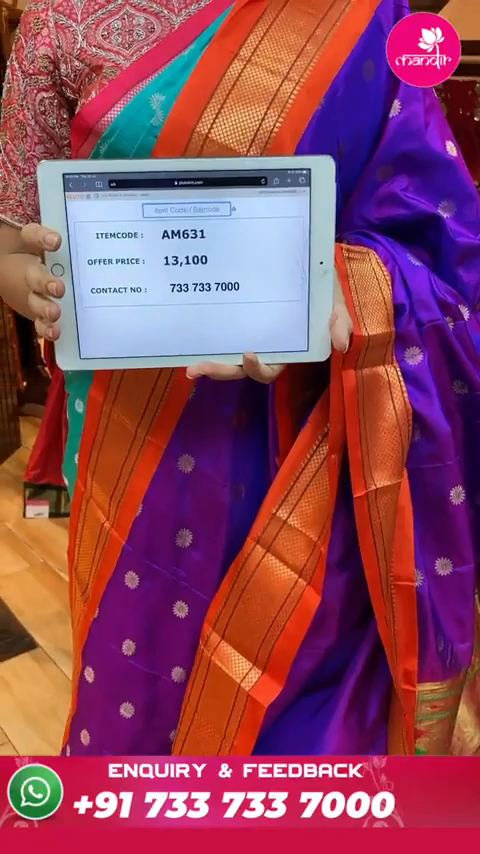 mandir
Item Code / Barcode
ITEMCODE : AM631
OFFER PRICE : 13,100
CONTACT NO : 733 733 7000
ENQUIRY & FEEDBACK
+91 733 733 7000